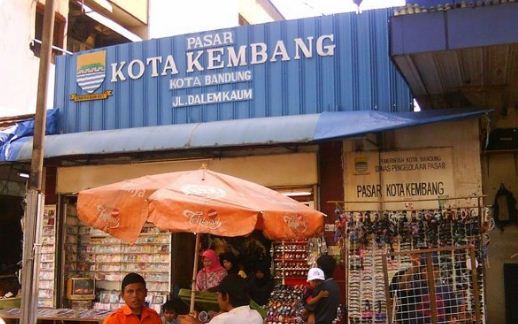 PASAR
KOTA KEMBANG
KOTA BANDUNG
JL.DALEMKAUM
PEMERINTAH KOTA BANDUNG
DINAS PENGELOLAAN PASAR
PASAR KOTA KEMBANG